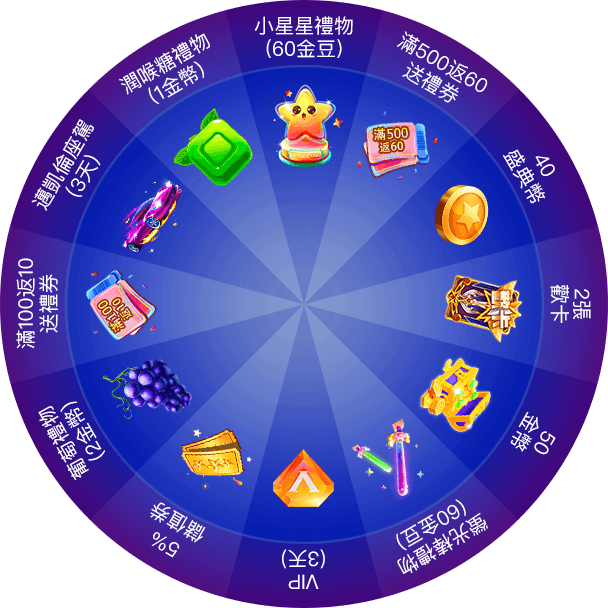 小星星禮物
(60金豆)
滿500返60
送禮券
滿500
返60
40
盛典幣
2張
歡卡
50
金幣
螢光棒禮物
(60金豆)
VIP
(3天)
5%
儲值券
葡萄禮物
(2金幣)
滿100返10
送禮券
滿100
返10
邁凱倫座駕
(3天)
潤喉糖禮物
(1金幣)